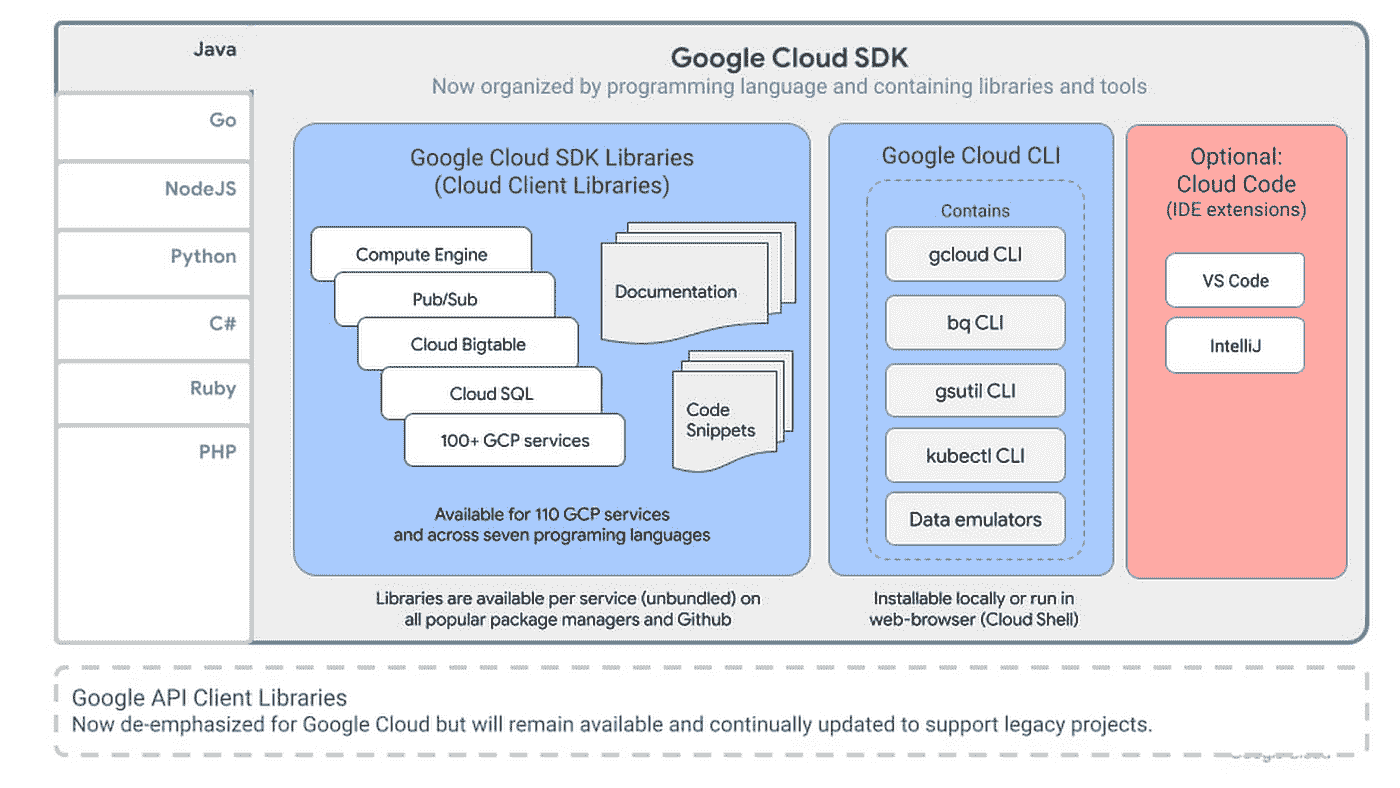 Java
Go
NodeJS
Python
C#
Ruby
PHP
Google Cloud SDK
Now organized by programming language and containing libraries and tools
Google Cloud SDK Libraries
(Cloud Client Libraries)
Compute Engine
Pub/Sub
Cloud Bigtable
Cloud SQL
100+ GCP services
Documentation
Code
Snippets
Available for 110 GCP services
and across seven programing languages
Libraries are available per service (unbundled) on
all popular package managers and Github
Google Cloud CLI
Contains
gcloud CLI
bq CLI
gsutil CLI
kubectl CLI
Data emulators
Installable locally or run in
web-browser (Cloud Shell)
Optional:
Cloud Code
(IDE extensions)
VS Code
IntelliJ
Google API Client Libraries
Now de-emphasized for Google Cloud but will remain available and continually updated to support legacy projects.